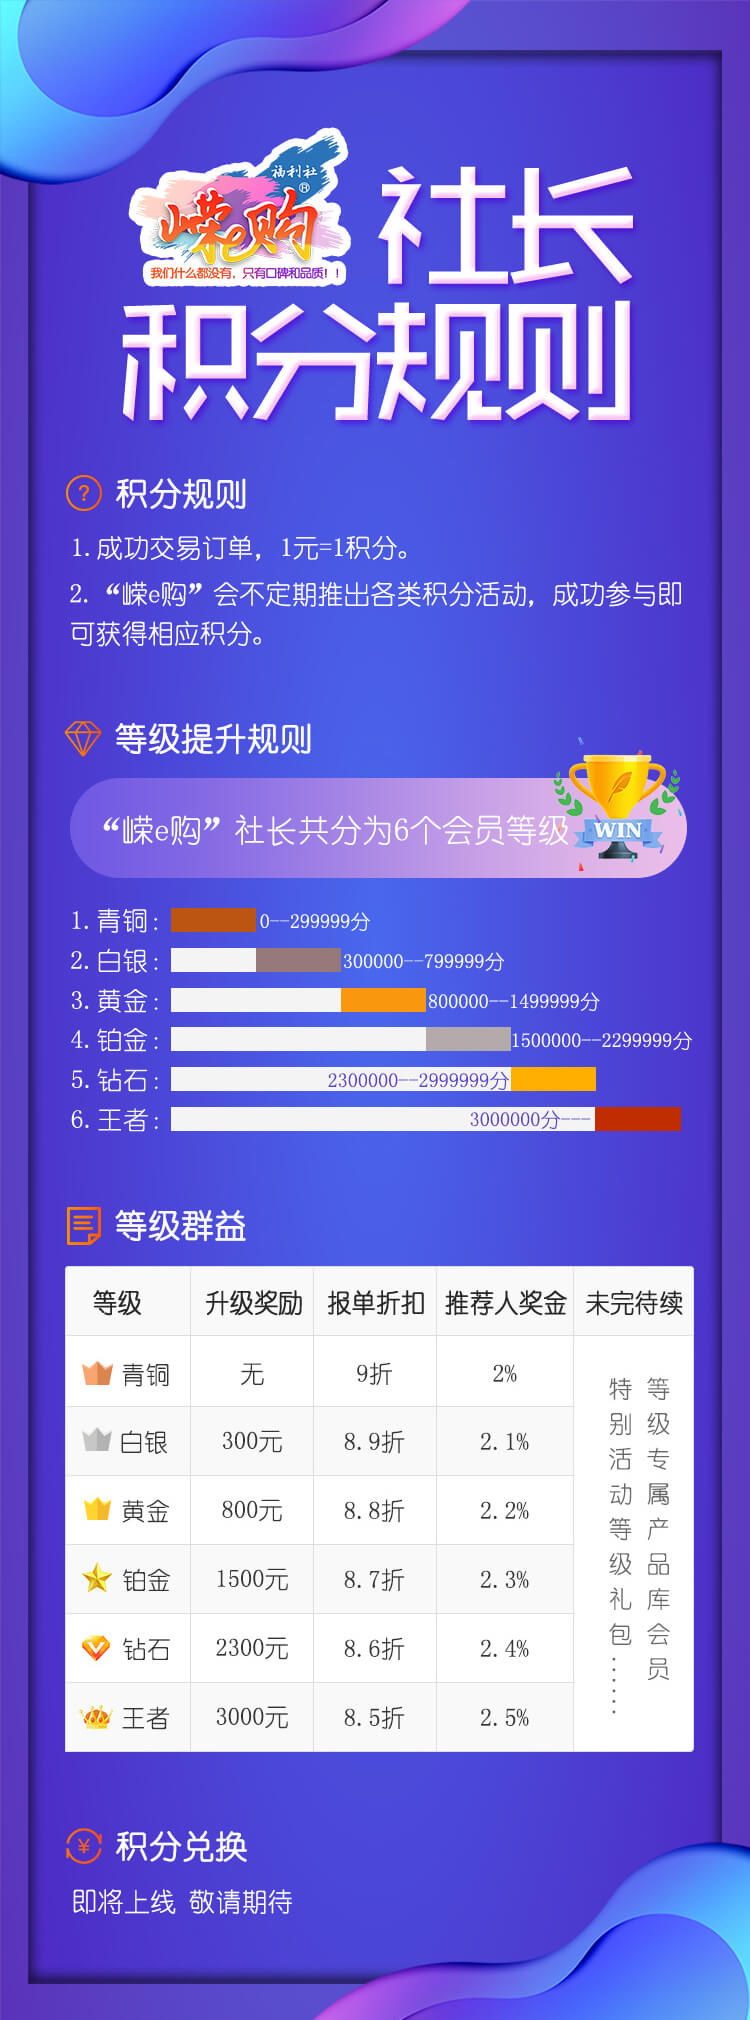 福利社
®
嵘e购
我们什么都没有，只有口碑和品质！！
社长
积分规则
? 积分规则
1. 成功交易订单，1元=1积分。
2. “嵘e购”会不定期推出各类积分活动，成功参与即
可获得相应积分。
等级提升规则
“嵘e购”社长共分为6个会员等级
WIN
1. 青铜： 0--299999分
2. 白银： 300000--799999分
3. 黄金： 800000--1499999分
4. 铂金： 1500000--2299999分
5. 钻石： 2300000--2999999分
6. 王者： 3000000分---
等级群益
等级 升级奖励 报单折扣 推荐人奖金 未完待续
青铜 无 9折 2%
白银 300元 8.9折 2.1%
黄金 800元 8.8折 2.2%
铂金 1500元 8.7折 2.3%
钻石 2300元 8.6折 2.4%
王者 3000元 8.5折 2.5%
等级专属产品库会员
特别活动等级礼包……
¥ 积分兑换
即将上线 敬请期待